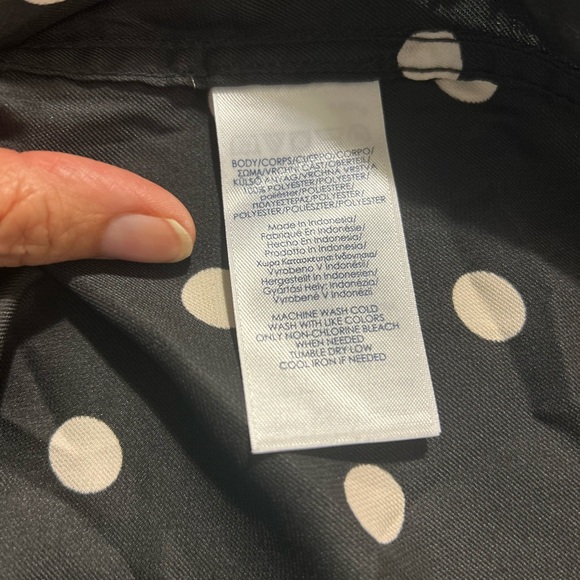 BODY/CORPS/CUERPO/CORPO/
ΣΩΜΑ/VRCHNÍ ČÁST/OBERTEIL/
KÜLSŐ ANYAG/VRCHNÁ VRSTVA
100% POLYESTER/POLYESTER/
poliéster/POLIESTERE/
ΠΟΛΥΕΣΤΕΡΑΣ/POLYESTER/
POLYESTER/POLIÉSZTER/POLYESTER
Made In Indonesia/
Fabriqué En Indonésie/
Hecho En Indonesia/
Prodotto In Indonesia/
Χώρα Κατασκευής: Ινδονησία/
Vyrobeno V Indonésii/
Hergestellt in Indonesien/
Gyártási Hely: Indonézia/
Vyrobené V Indonézii
MACHINE WASH COLD
WASH WITH LIKE COLORS
ONLY NON-CHLORINE BLEACH
WHEN NEEDED
TUMBLE DRY LOW
COOL IRON IF NEEDED